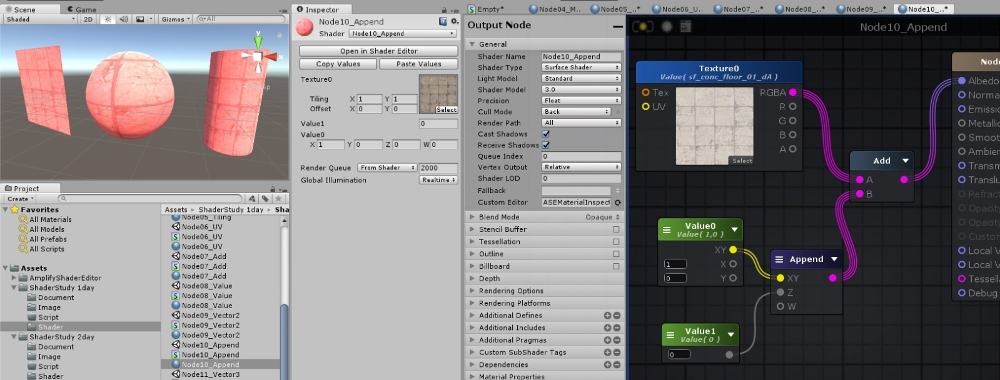 Scene
Game
Shaded
2D
Gizmos
All
y
x
Persp
Project
Create
Favorites
All Materials
All Models
All Prefabs
All Scripts
Assets
AmplifyShaderEditor
ShaderStudy 1day
Document
Image
Script
Shader
ShaderStudy 2day
Document
Image
Script
Shader
Assets ▸ ShaderStudy 1day ▸ Sha
Node05_Tiling
Node06_UV
Node06_UV
Node06_UV
Node07_Add
Node07_Add
Node07_Add
Node08_Value
Node08_Value
Node08_Value
Node09_Vector2
Node09_Vector2
Node09_Vector2
Node10_Append
Node10_Append
Node10_Append
Node11_Vector3
Inspector
Node10_Append
Shader Node10_Append
Open in Shader Editor
Copy Values Paste Values
Texture0
Tiling X 1 Y 1
Offset X 0 Y 0
Select
Value1 0
Value0
X 1 Y 0 Z 0 W 0
Render Queue From Shader 2000
Global Illumination Realtime
Empty*
Node04_M..
Node05_..*
Node06_U..
Node07_..*
Node08_..*
Node09_..*
Node10_..*
Output Node
General
Shader Name Node10_Append
Shader Type Surface Shader
Light Model Standard
Shader Model 3.0
Precision Float
Cull Mode Back
Render Path All
Cast Shadows
Receive Shadows
Queue Index 0
Vertex Output Relative
Shader LOD 0
Fallback
Custom Editor ASEMaterialInspect
Blend Mode Opaque
Stencil Buffer
Tessellation
Outline
Billboard
Depth
Rendering Options
Rendering Platforms
Additional Defines
Additional Includes
Additional Pragmas
Custom SubShader Tags
Dependencies
Material Properties
Node10_Append
Texture0
Value( sf_conc_floor_01_dA )
Tex
UV
RGBA
R
G
B
A
Select
Add
A
B
Value0
Value( 1,0 )
XY
1 X
0 Y
Append
XY
Z
W
Value1
Value( 0 )
0
Node
Albedo
Norma
Emissi
Metalli
Smoot
Ambier
Transm
Translu
Refract
Opacity
Opacity
Custor
Local V
Local V
Tessell
Debug